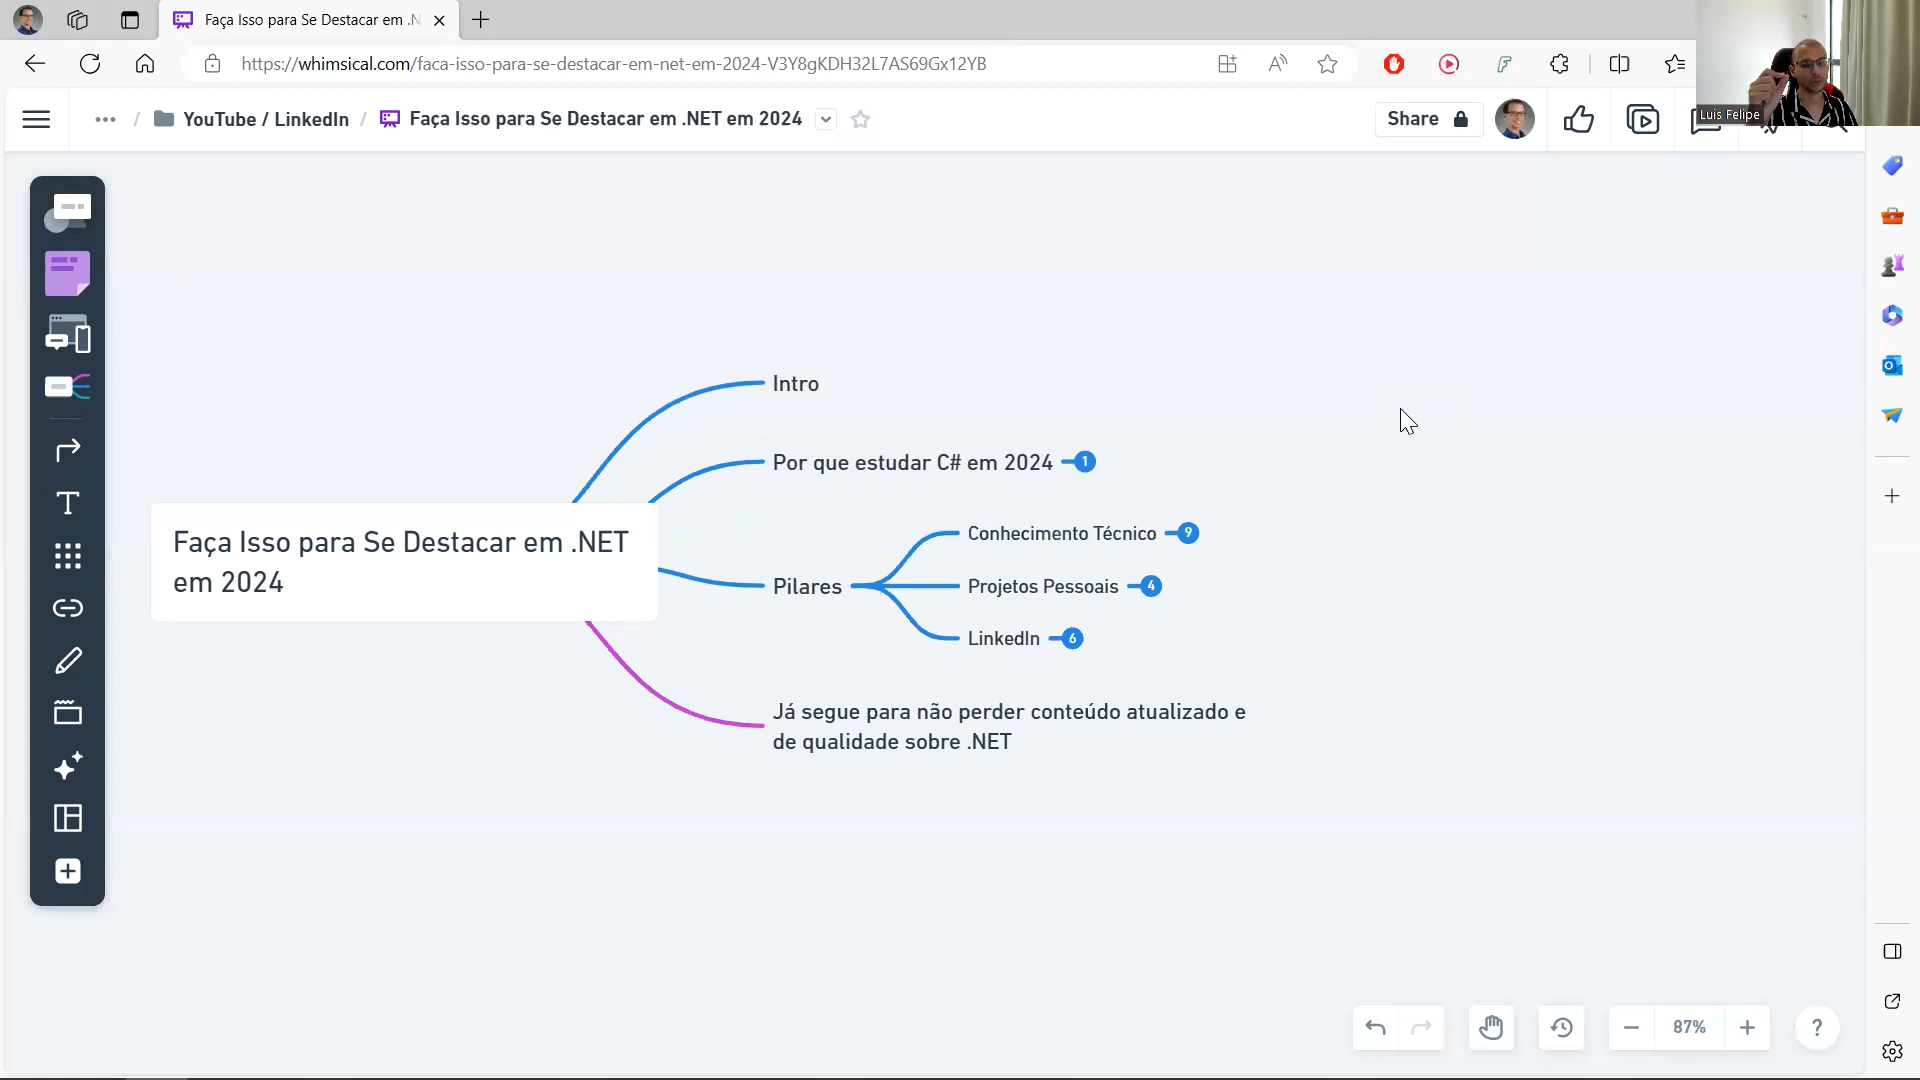 Faça Isso para Se Destacar em .N
https://whimsical.com/faca-isso-para-se-destacar-em-net-em-2024-V3Y8gKDH32L7AS69Gx12YB
/ YouTube / LinkedIn / Faça Isso para Se Destacar em .NET em 2024
Share
Luis Felipe
Intro
Por que estudar C# em 2024 1
Faça Isso para Se Destacar em .NET
em 2024
Pilares
Conhecimento Técnico 9
Projetos Pessoais 4
LinkedIn 6
Já segue para não perder conteúdo atualizado e
de qualidade sobre .NET
87%
?